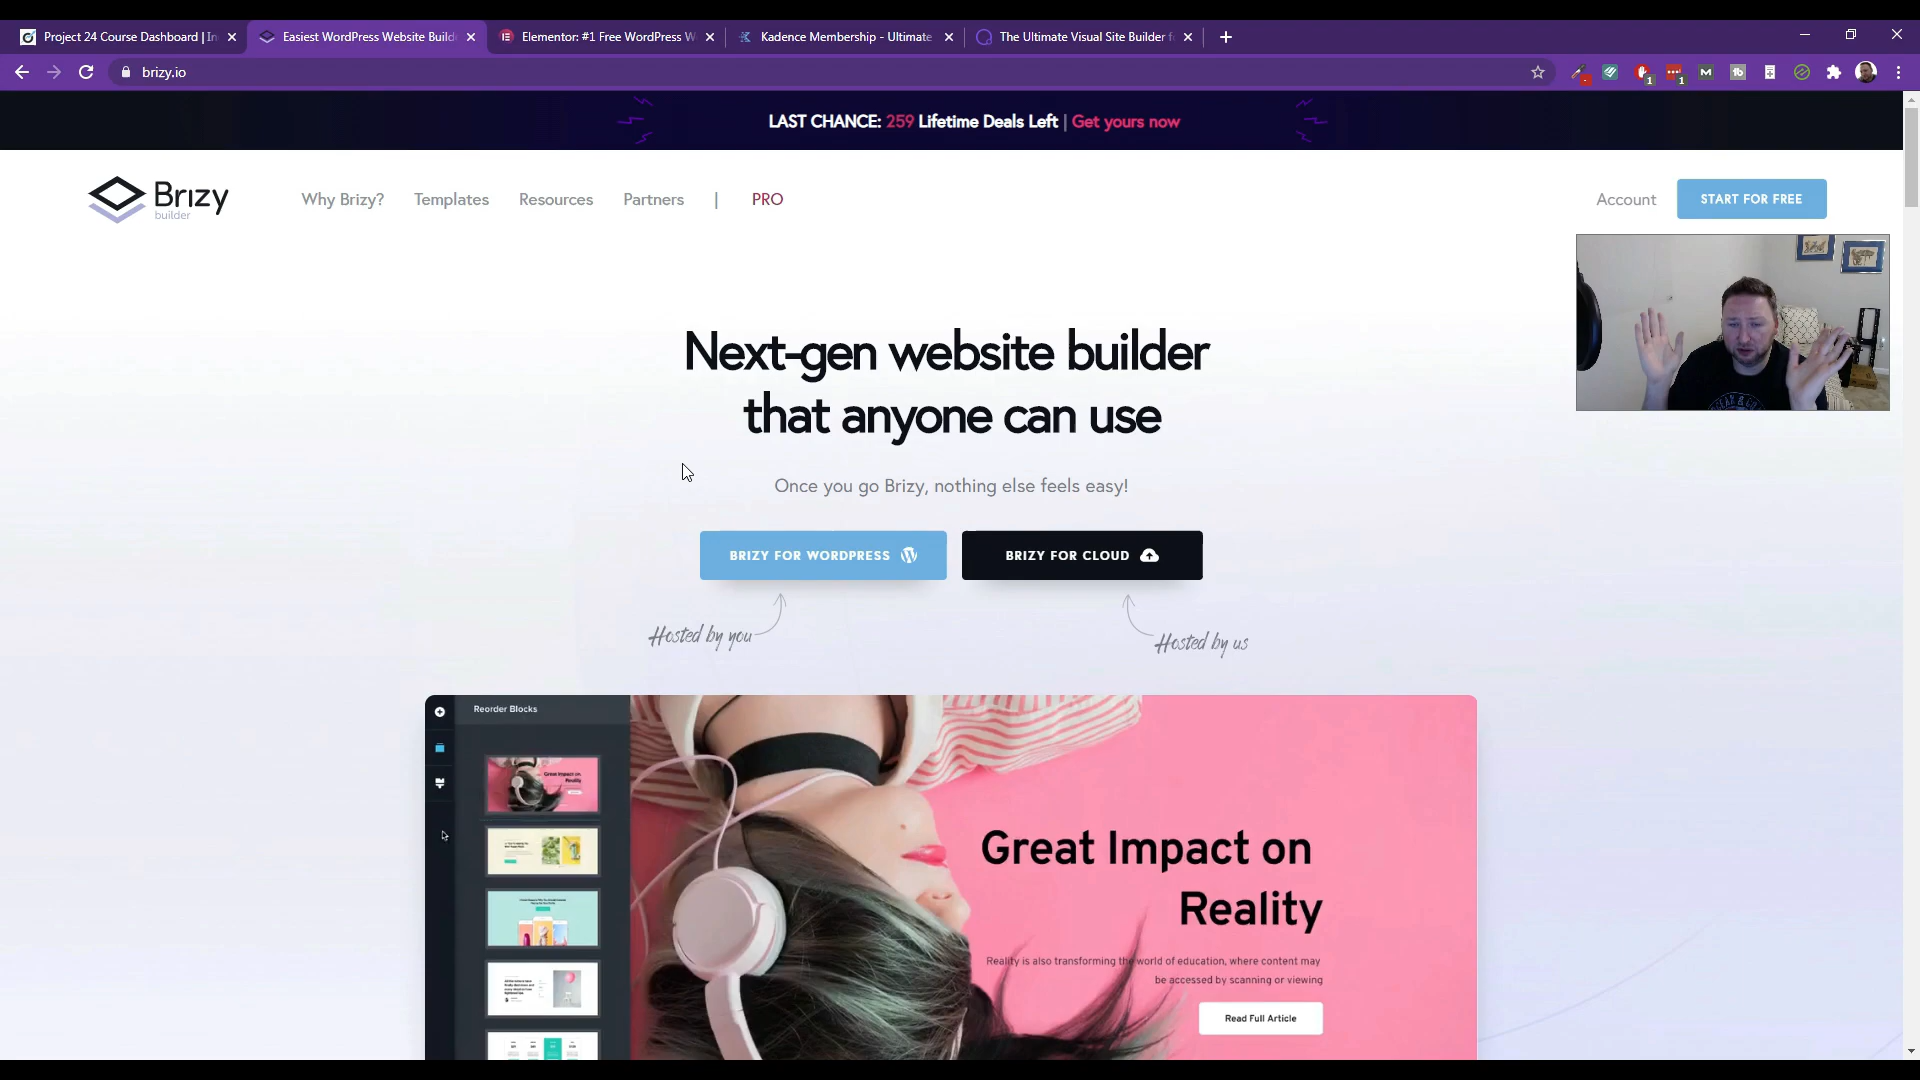 Project 24 Course Dashboard | In
Easiest WordPress Website Build
Elementor: #1 Free WordPress W
Kadence Membership - Ultimate
The Ultimate Visual Site Builder f
brizy.io
LAST CHANCE: 259 Lifetime Deals Left | Get yours now
Brizy
builder
Why Brizy?
Templates
Resources
Partners
|
PRO
Account
START FOR FREE
Next-gen website builder
that anyone can use
Once you go Brizy, nothing else feels easy!
BRIZY FOR WORDPRESS
BRIZY FOR CLOUD
Hosted by you
Hosted by us
Reorder Blocks
Great Impact on
Reality
Great Impact on
Reality
Reality is also transforming the world of education, where content may
be accessed by scanning or viewing
Read Full Article